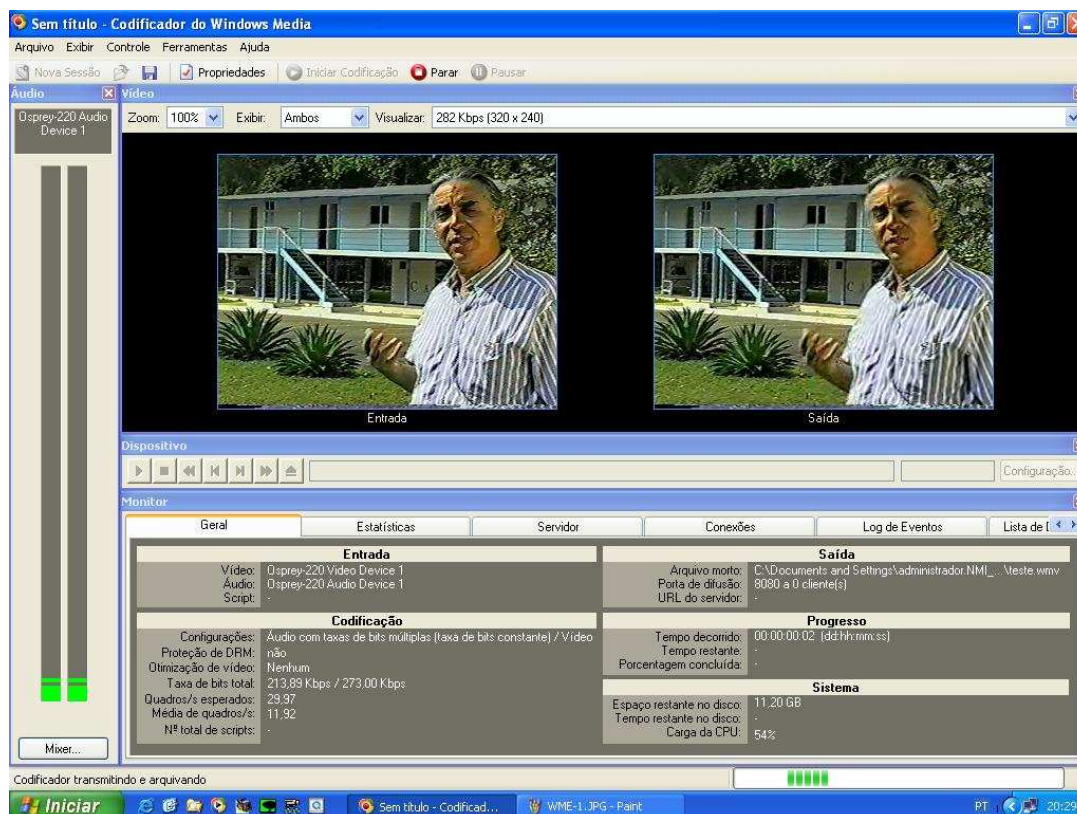 Sem título - Codificador do Windows Media
Arquivo Exibir Controle Ferramentas Ajuda
Nova Sessão Propriedades Iniciar Codificação Parar Pausar
Áudio
Osprey-220 Audio
Device 1
Mixer...
Vídeo
Zoom: 100% Exibir: Ambos Visualizar: 282 Kbps (320 x 240)
Entrada
Saída
Dispositivo
Configuração...
Monitor
Geral Estatísticas Servidor Conexões Log de Eventos Lista de
Entrada
Vídeo: Osprey-220 Video Device 1
Áudio: Osprey-220 Audio Device 1
Script: -
Codificação
Configurações: Áudio com taxas de bits múltiplas (taxa de bits constante) / Vídeo
Proteção de DRM: não
Otimização de vídeo: Nenhum
Taxa de bits total: 213,89 Kbps / 273,00 Kbps
Quadros/s esperados: 29,97
Média de quadros/s: 11,92
Nº total de scripts: -
Saída
Arquivo morto: C:\Documents and Settings\administrador.NMI_...\teste.wmv
Porta de difusão: 8080 a 0 cliente(s)
URL do servidor: -
Progresso
Tempo decorrido: 00:00:00:02 (dd:hh:mm:ss)
Tempo restante: -
Porcentagem concluída: -
Sistema
Espaço restante no disco: 11,20 GB
Tempo restante no disco: -
Carga da CPU: 54%
Codificador transmitindo e arquivando
Iniciar Sem título - Codificad... WME-1.JPG - Paint PT 20:29